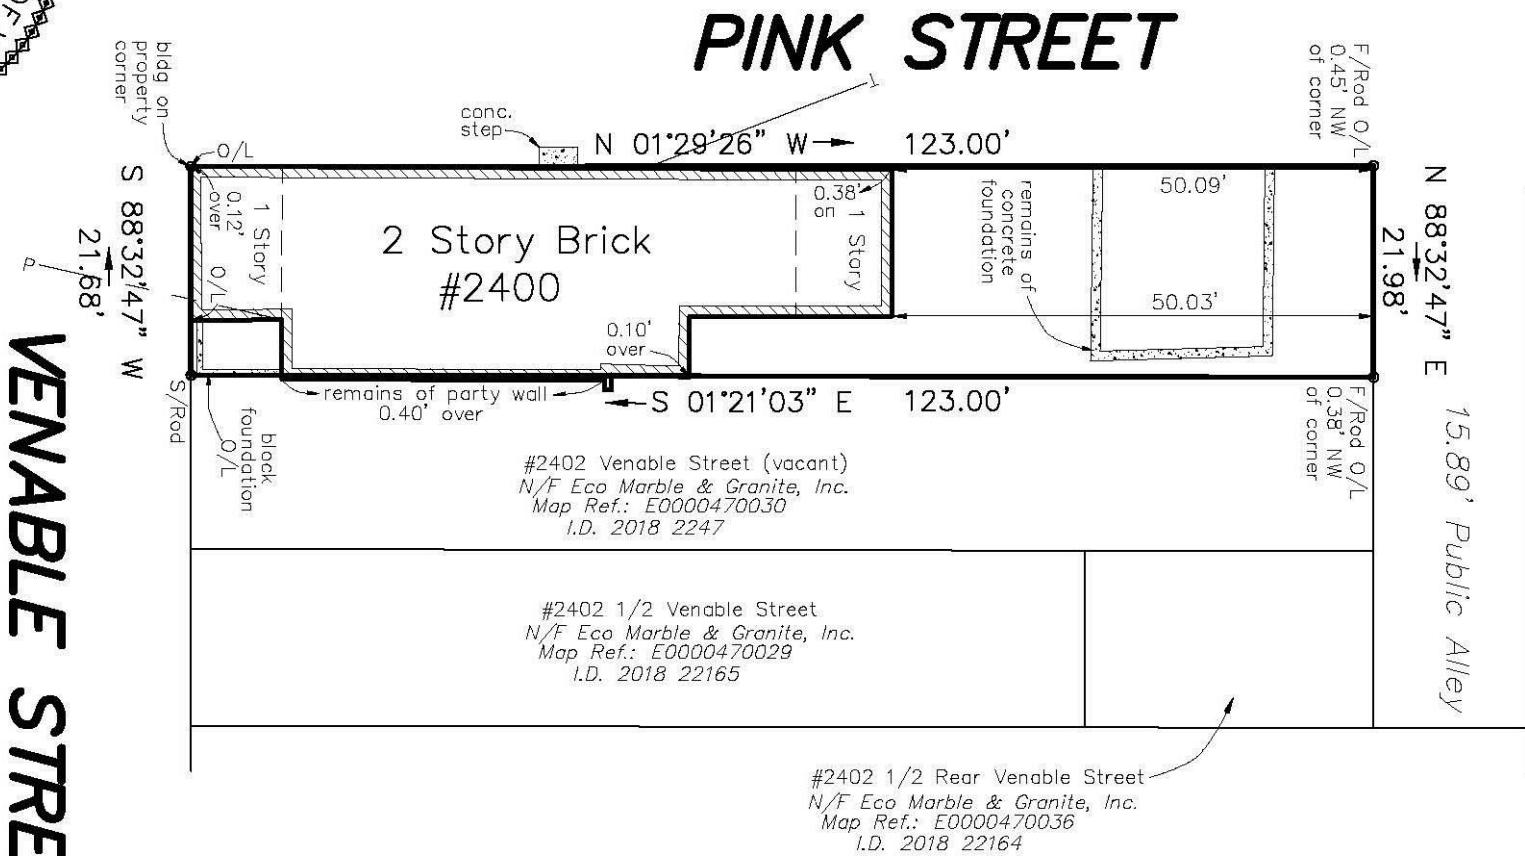 PINK STREET
bldg on
property
corner
O/L
conc.
step
N 01°29'26" W
123.00'
F/Rod O/L
0.45' NW
of corner
S 88°32'47" W
21.68'
0.12'
over
1 Story
O/L
2 Story Brick
#2400
0.38'
on
1 Story
remains of
concrete
foundation
50.09'
50.03'
N 88°32'47" E
21.98'
P
0.10'
over
remains of party wall
0.40' over
S 01°21'03" E
123.00'
S/Rod
block
foundation
O/L
F/Rod O/L
0.38' NW
of corner
15.89' Public Alley
VENABLE STRE
#2402 Venable Street (vacant)
N/F Eco Marble & Granite, Inc.
Map Ref.: E0000470030
I.D. 2018 2247
#2402 1/2 Venable Street
N/F Eco Marble & Granite, Inc.
Map Ref.: E0000470029
I.D. 2018 22165
#2402 1/2 Rear Venable Street
N/F Eco Marble & Granite, Inc.
Map Ref.: E0000470036
I.D. 2018 22164